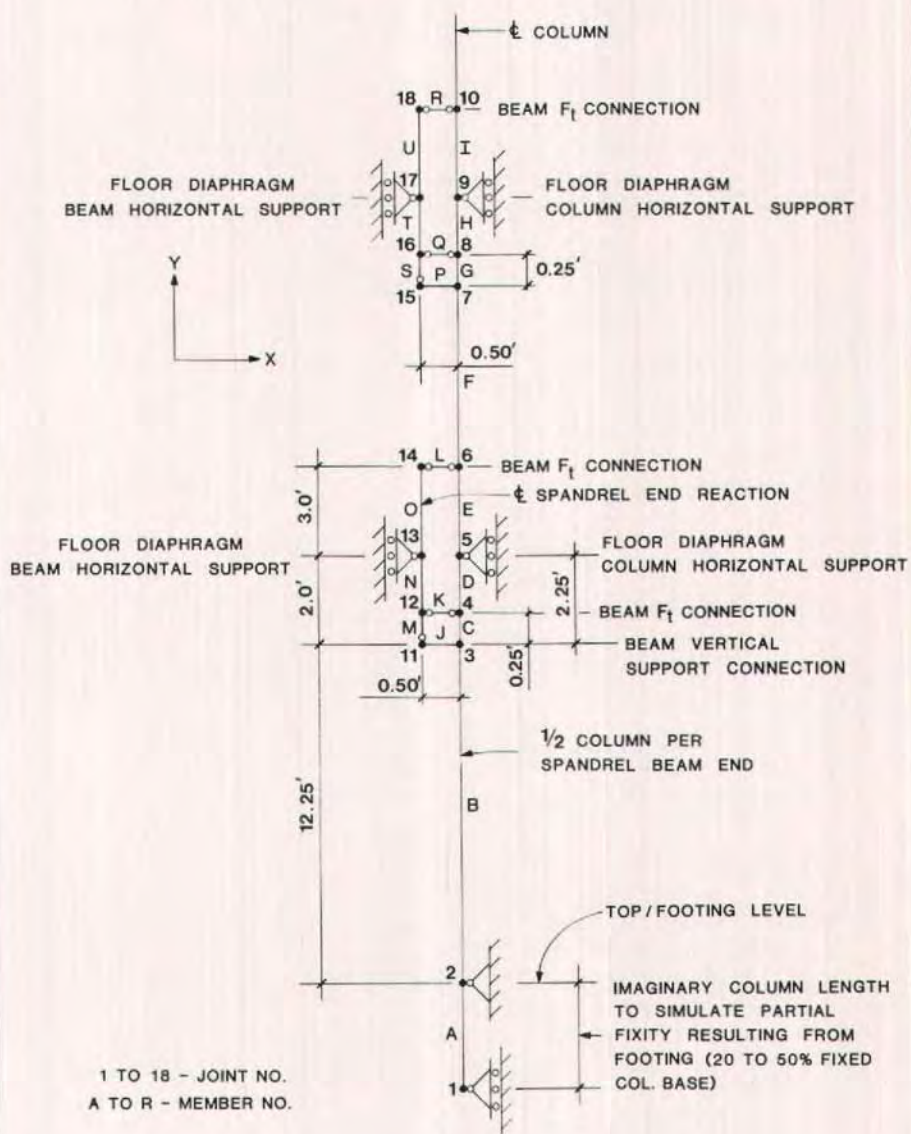 ℄ COLUMN
18 R 10
BEAM Ft CONNECTION
U I
FLOOR DIAPHRAGM
BEAM HORIZONTAL SUPPORT
17 9
FLOOR DIAPHRAGM
COLUMN HORIZONTAL SUPPORT
T H
16 Q 8
S P G
0.25'
15 7
Y
X
0.50'
F
14 L 6
BEAM Ft CONNECTION
℄ SPANDREL END REACTION
3.0'
O E
FLOOR DIAPHRAGM
BEAM HORIZONTAL SUPPORT
13 5
FLOOR DIAPHRAGM
COLUMN HORIZONTAL SUPPORT
2.0'
N D
2.25'
12 K 4
BEAM Ft CONNECTION
M J C
11 3
0.25'
BEAM VERTICAL
SUPPORT CONNECTION
0.50'
1/2 COLUMN PER
SPANDREL BEAM END
12.25'
B
TOP/FOOTING LEVEL
2
A
IMAGINARY COLUMN LENGTH
TO SIMULATE PARTIAL
FIXITY RESULTING FROM
FOOTING (20 TO 50% FIXED
COL. BASE)
1
1 TO 18 - JOINT NO.
A TO R - MEMBER NO.